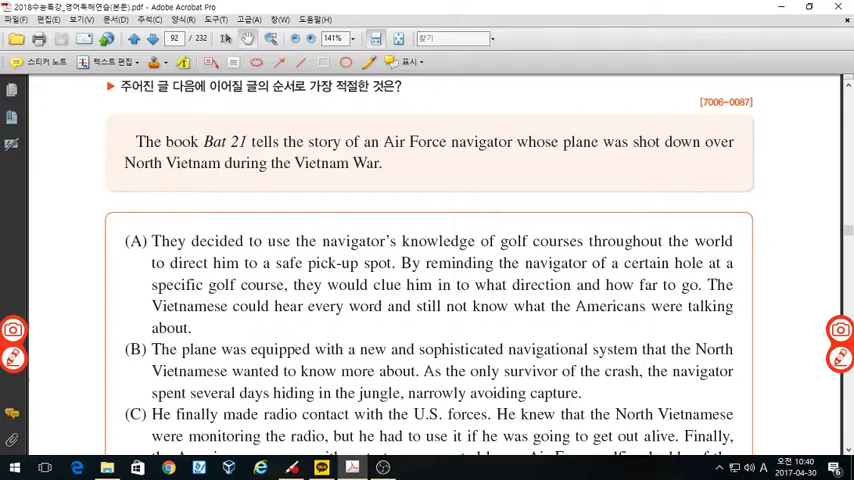 2018수능특강_영어독해연습(본문).pdf - Adobe Acrobat Pro
파일(F) 편집(E) 보기(V) 문서(D) 주석(C) 양식(R) 도구(T) 고급(A) 창(W) 도움말(H)
92 / 232 141% 찾기
스티커 노트 텍스트 편집 표시
▶ 주어진 글 다음에 이어질 글의 순서로 가장 적절한 것은?
[7006-0087]
The book Bat 21 tells the story of an Air Force navigator whose plane was shot down over
North Vietnam during the Vietnam War.
(A) They decided to use the navigator's knowledge of golf courses throughout the world
to direct him to a safe pick-up spot. By reminding the navigator of a certain hole at a
specific golf course, they would clue him in to what direction and how far to go. The
Vietnamese could hear every word and still not know what the Americans were talking
about.
(B) The plane was equipped with a new and sophisticated navigational system that the North
Vietnamese wanted to know more about. As the only survivor of the crash, the navigator
spent several days hiding in the jungle, narrowly avoiding capture.
(C) He finally made radio contact with the U.S. forces. He knew that the North Vietnamese
were monitoring the radio, but he had to use it if he was going to get out alive. Finally,
A 오전 10:40
2017-04-30